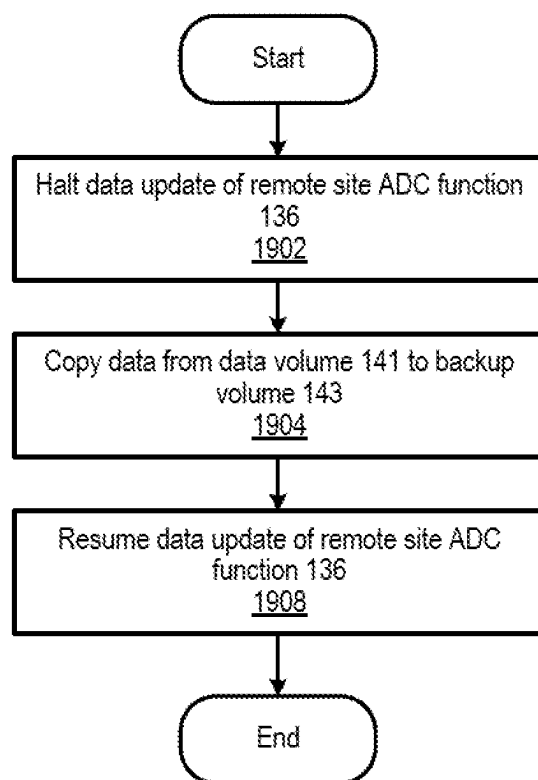 Start
Halt data update of remote site ADC function
136
1902
Copy data from data volume 141 to backup
volume 143
1904
Resume data update of remote site ADC
function 136
1908
End